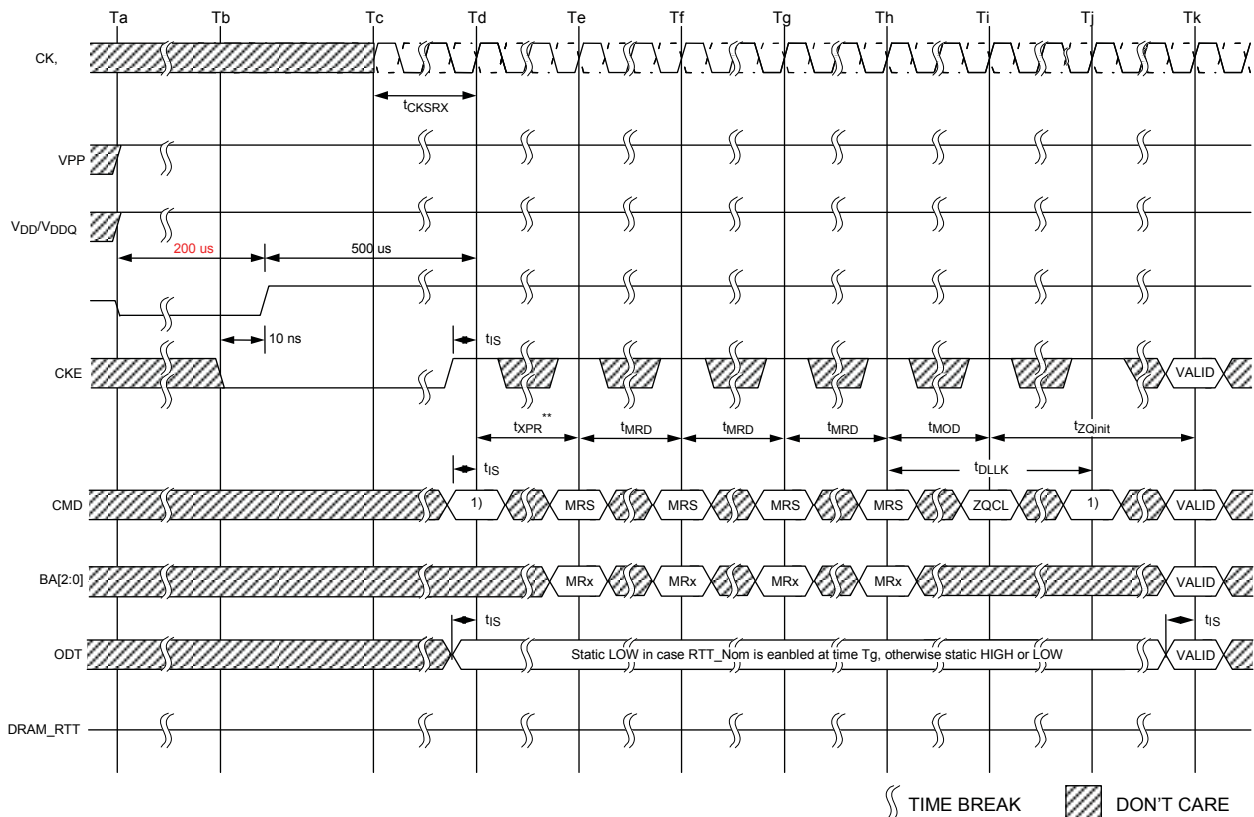 Ta Tb Tc Td Te Tf Tg Th Ti Tj Tk
CK,
tCKSRX
VPP
VDD/VDDQ
200 us 500 us
10 ns tIS
CKE VALID
tXPR** tMRD tMRD tMRD tMOD tZQinit
tIS tDLLK
CMD 1) MRS MRS MRS MRS ZQCL 1) VALID
BA[2:0] MRx MRx MRx MRx VALID
tIS tIS
ODT Static LOW in case RTT_Nom is eanbled at time Tg, otherwise static HIGH or LOW VALID
DRAM_RTT
TIME BREAK DON'T CARE